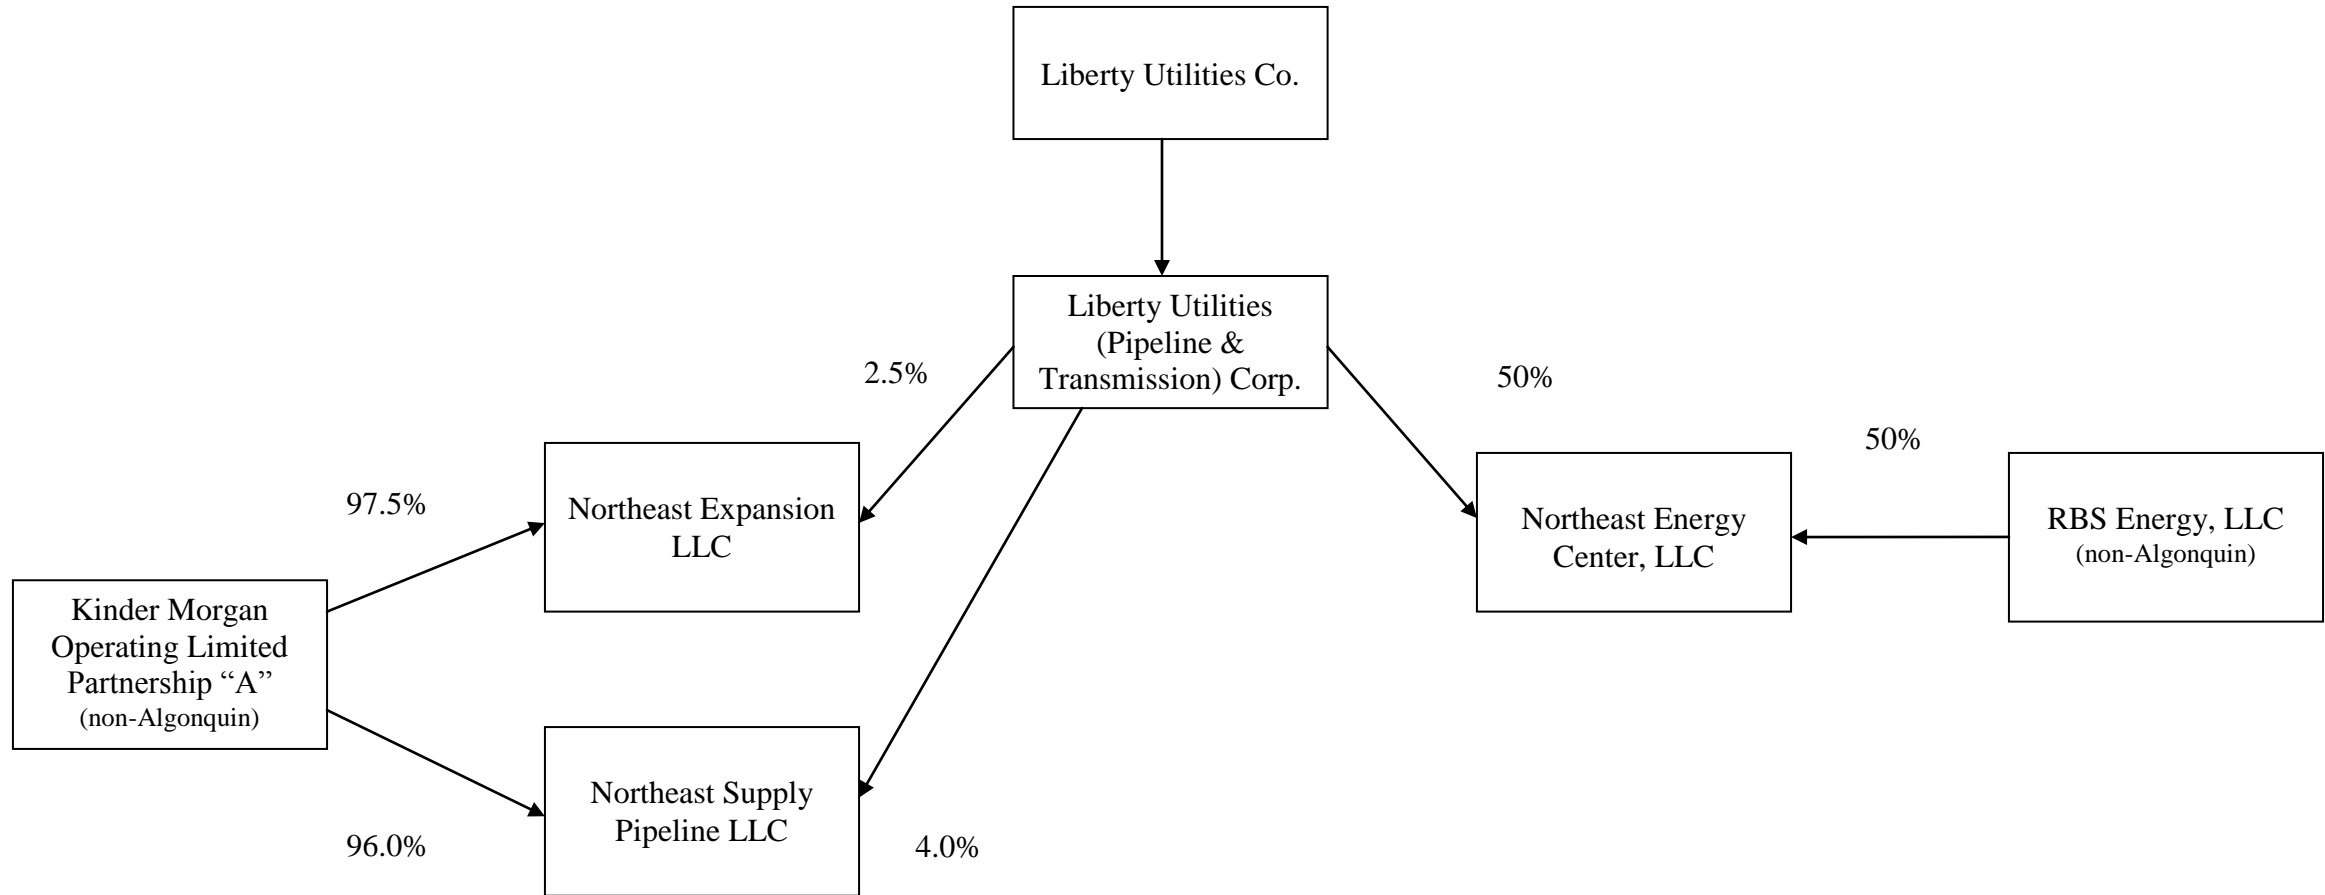 Liberty Utilities Co.
Liberty Utilities
(Pipeline &
Transmission) Corp.
2.5%
50%
50%
97.5%
Northeast Expansion
LLC
Northeast Energy
Center, LLC
RBS Energy, LLC
(non-Algonquin)
Kinder Morgan
Operating Limited
Partnership “A”
(non-Algonquin)
Northeast Supply
Pipeline LLC
96.0%
4.0%